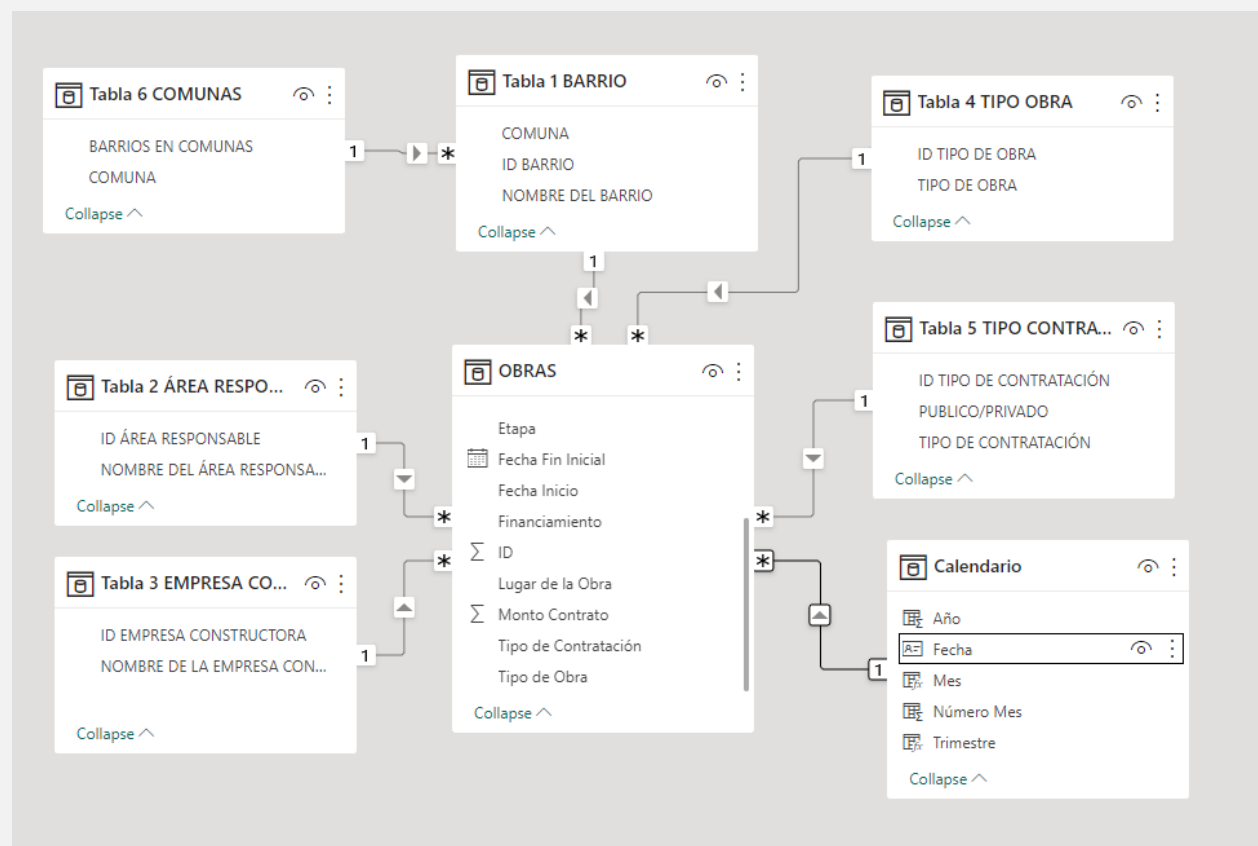 Tabla 6 COMUNAS
BARRIOS EN COMUNAS
COMUNA
Collapse
Tabla 1 BARRIO
COMUNA
ID BARRIO
NOMBRE DEL BARRIO
Collapse
Tabla 4 TIPO OBRA
ID TIPO DE OBRA
TIPO DE OBRA
Collapse
1
*
1
1
*
*
Tabla 2 ÁREA RESPO...
ID ÁREA RESPONSABLE
NOMBRE DEL ÁREA RESPONSA...
Collapse
1
*
OBRAS
Etapa
Fecha Fin Inicial
Fecha Inicio
Financiamiento
Σ ID
Lugar de la Obra
Σ Monto Contrato
Tipo de Contratación
Tipo de Obra
Collapse
Tabla 5 TIPO CONTRA...
ID TIPO DE CONTRATACIÓN
PUBLICO/PRIVADO
TIPO DE CONTRATACIÓN
Collapse
1
*
Tabla 3 EMPRESA CO...
ID EMPRESA CONSTRUCTORA
NOMBRE DE LA EMPRESA CON...
Collapse
1
*
Calendario
Año
Fecha
Mes
Número Mes
Trimestre
Collapse
1
*